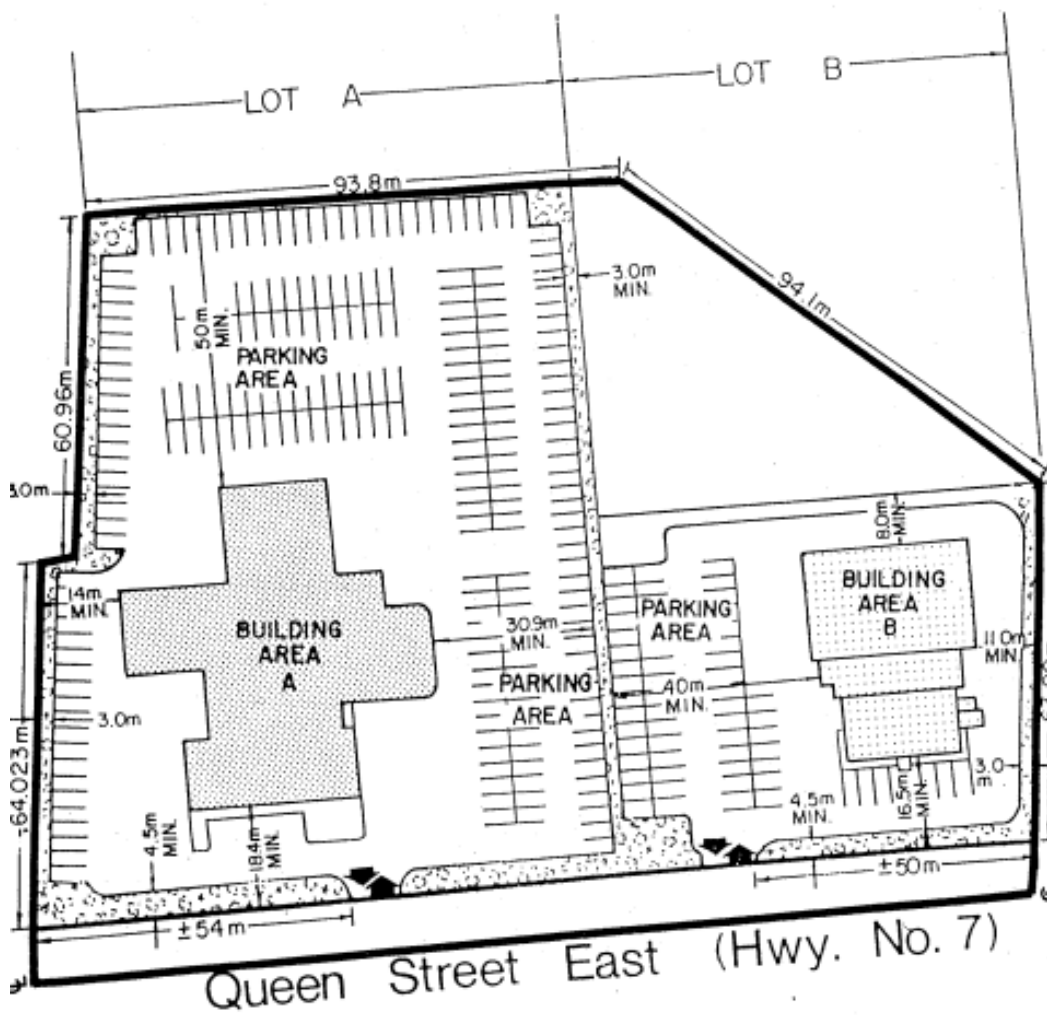 LOT A
LOT B
93.8m
94.1m
3.0m
MIN.
50m
MIN.
PARKING
AREA
60.96m
8.0m
MIN.
14m
MIN.
BUILDING
AREA
A
30.9m
MIN.
PARKING
AREA
BUILDING
AREA
B
11.0m
MIN.
PARKING
AREA
40m
MIN.
3.0m
64.023m
3.0
m
16.5m
MIN.
4.5m
MIN.
4.5m
MIN.
18.4m
MIN.
±50m
±54m
Queen Street East (Hwy. No. 7)